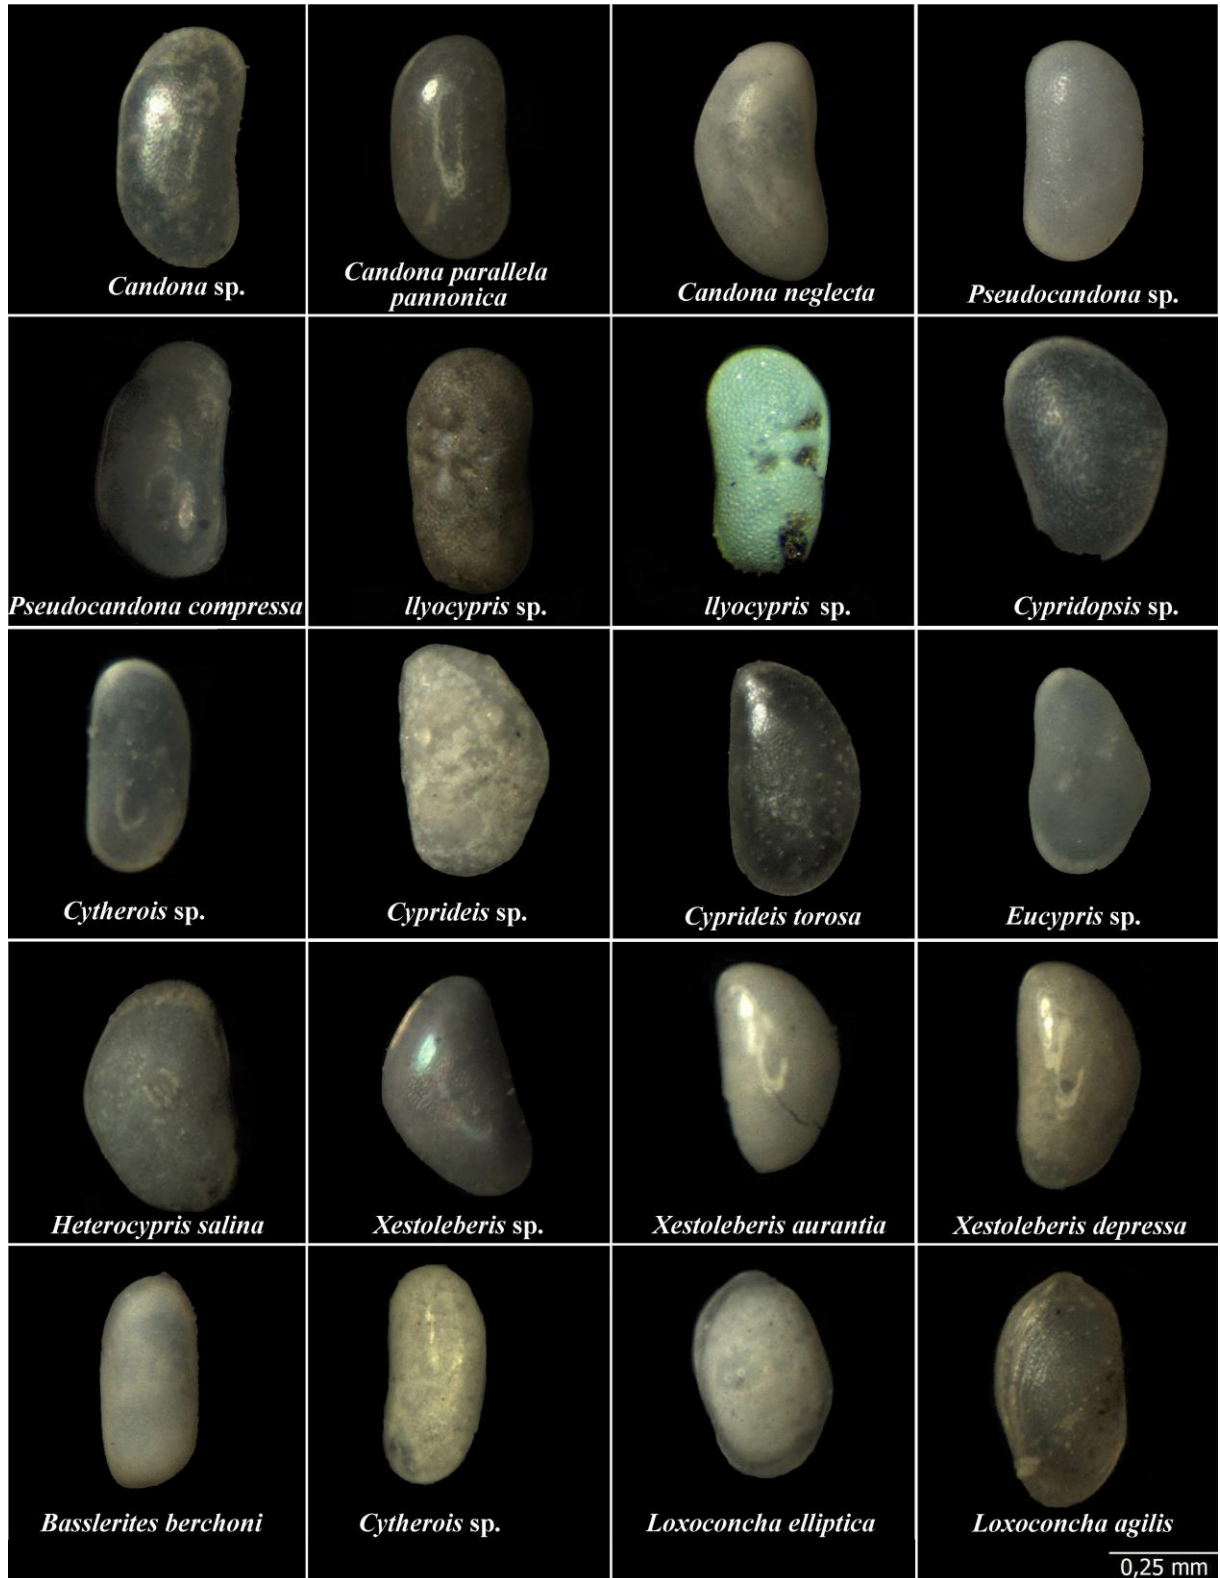 Candona sp.
Candona parallela
pannonica
Candona neglecta
Pseudocandona sp.
Pseudocandona compressa
llyocypris sp.
llyocypris sp.
Cypridopsis sp.
Cytherois sp.
Cyprideis sp.
Cyprideis torosa
Eucypris sp.
Heterocypris salina
Xestoleberis sp.
Xestoleberis aurantia
Xestoleberis depressa
Basslerites berchoni
Cytherois sp.
Loxoconcha elliptica
Loxoconcha agilis
0,25 mm